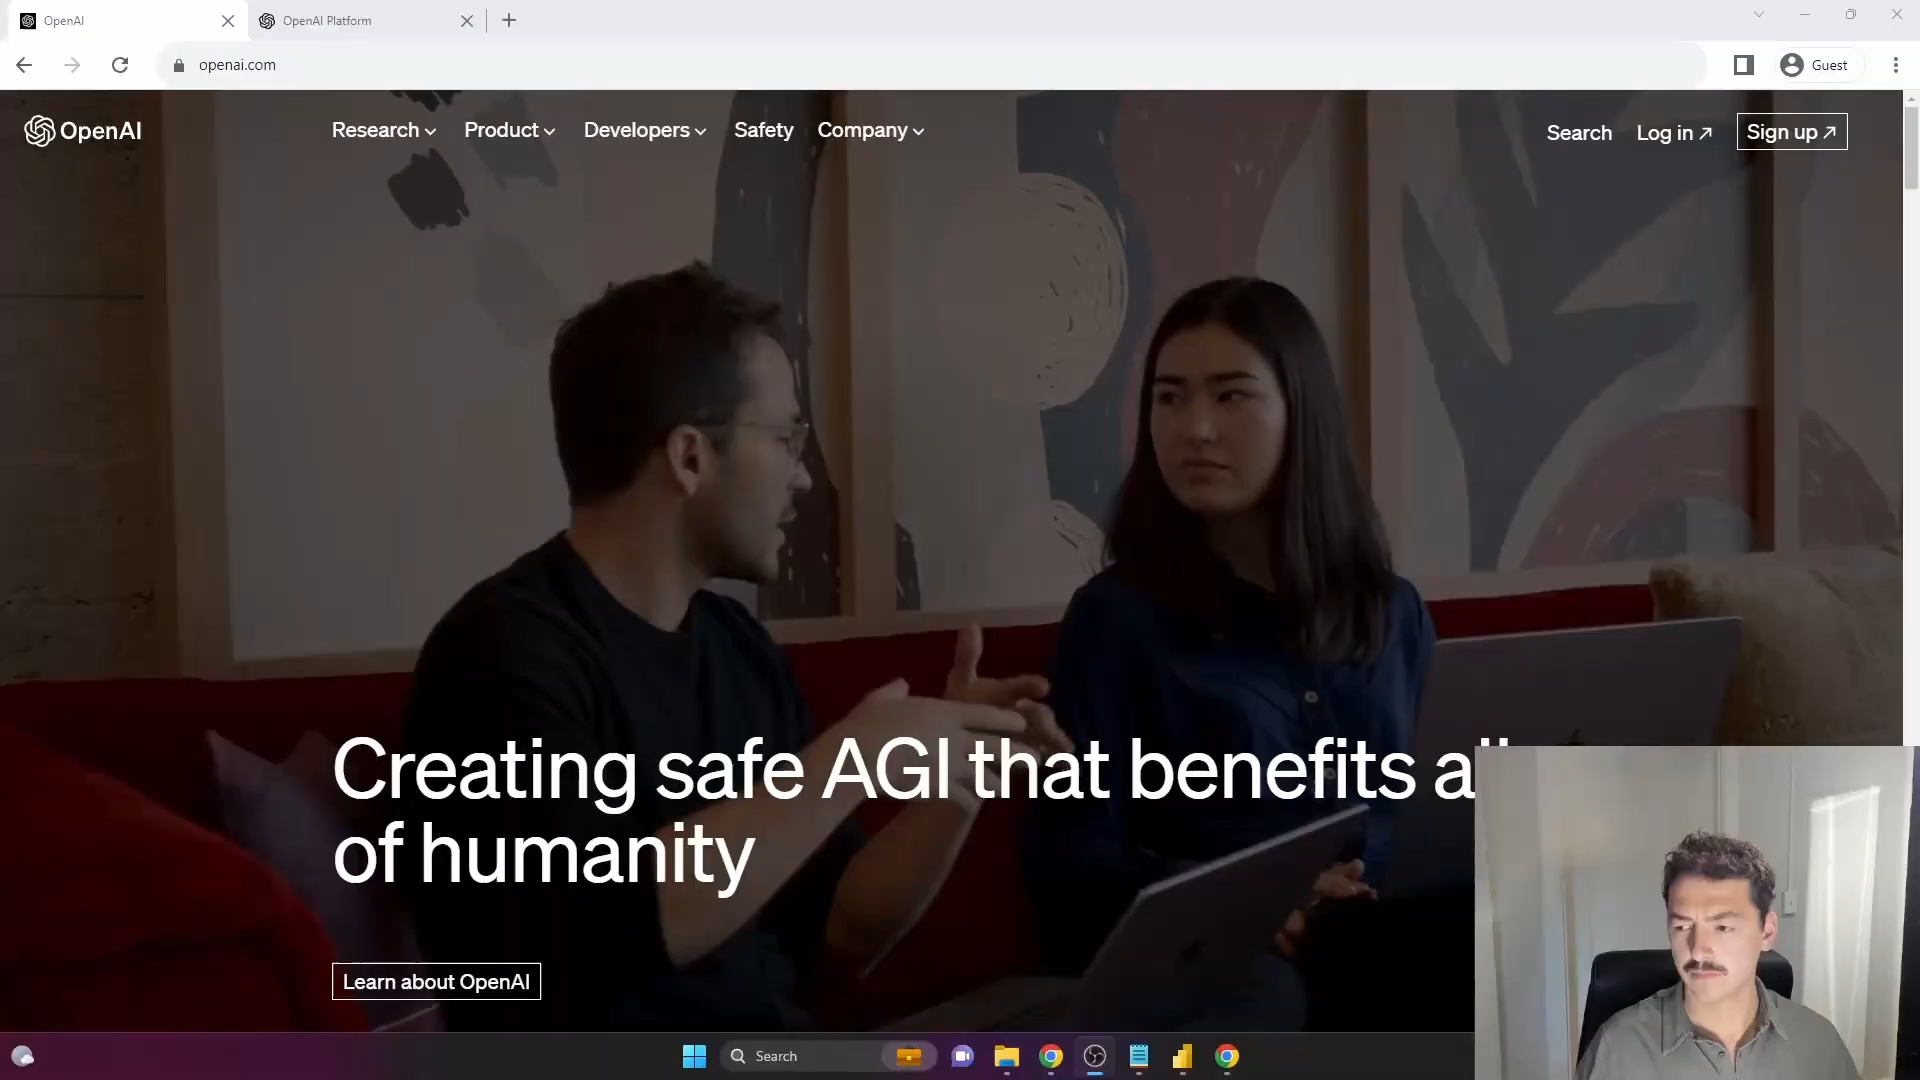 OpenAI
OpenAI Platform
openai.com
Guest
OpenAI
Research
Product
Developers
Safety
Company
Search
Log in
Sign up
Creating safe AGI that benefits all
of humanity
Learn about OpenAI
Search